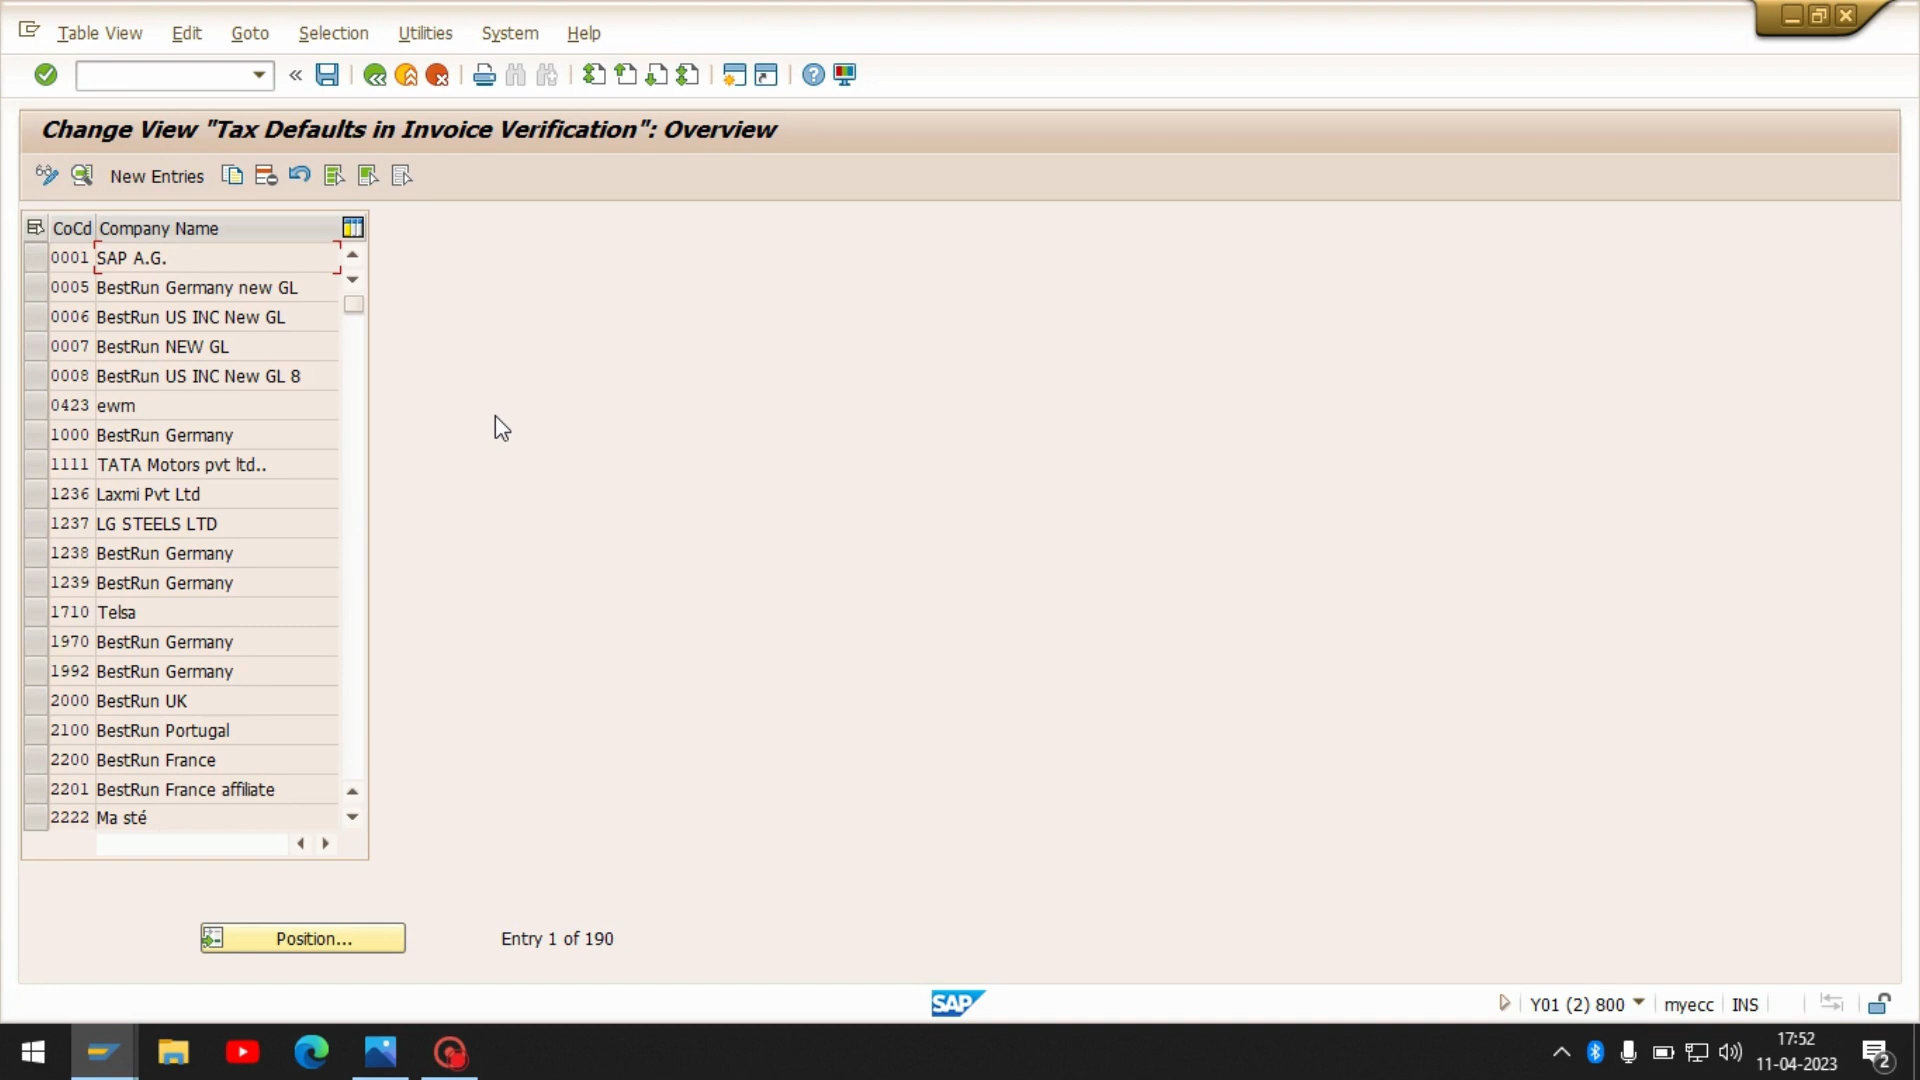 Table View Edit Goto Selection Utilities System Help
Change View "Tax Defaults in Invoice Verification": Overview
New Entries
CoCd Company Name
0001 SAP A.G.
0005 BestRun Germany new GL
0006 BestRun US INC New GL
0007 BestRun NEW GL
0008 BestRun US INC New GL 8
0423 ewm
1000 BestRun Germany
1111 TATA Motors pvt ltd..
1236 Laxmi Pvt Ltd
1237 LG STEELS LTD
1238 BestRun Germany
1239 BestRun Germany
1710 Telsa
1970 BestRun Germany
1992 BestRun Germany
2000 BestRun UK
2100 BestRun Portugal
2200 BestRun France
2201 BestRun France affiliate
2222 Ma sté
Position... Entry 1 of 190
SAP Y01 (2) 800 myecc INS
17:52
11-04-2023
2